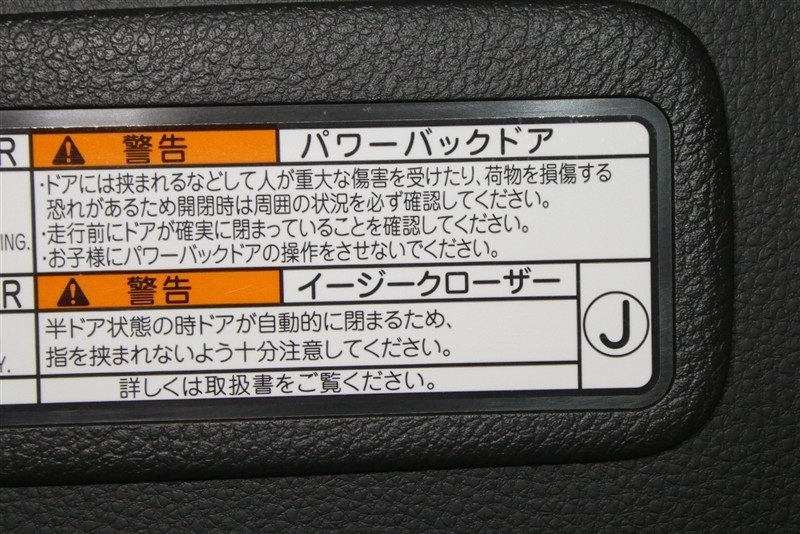 R ⚠ 警告 パワーバックドア
・ドアには挟まれるなどして人が重大な傷害を受けたり、荷物を損傷する
恐れがあるため開閉時は周囲の状況を必ず確認してください。
・走行前にドアが確実に閉まっていることを確認してください。
ING.
・お子様にパワーバックドアの操作をさせないでください。
R ⚠ 警告 イージークローザー
半ドア状態の時ドアが自動的に閉まるため、
指を挟まれないよう十分注意してください。
Y.
J
詳しくは取扱書をご覧ください。